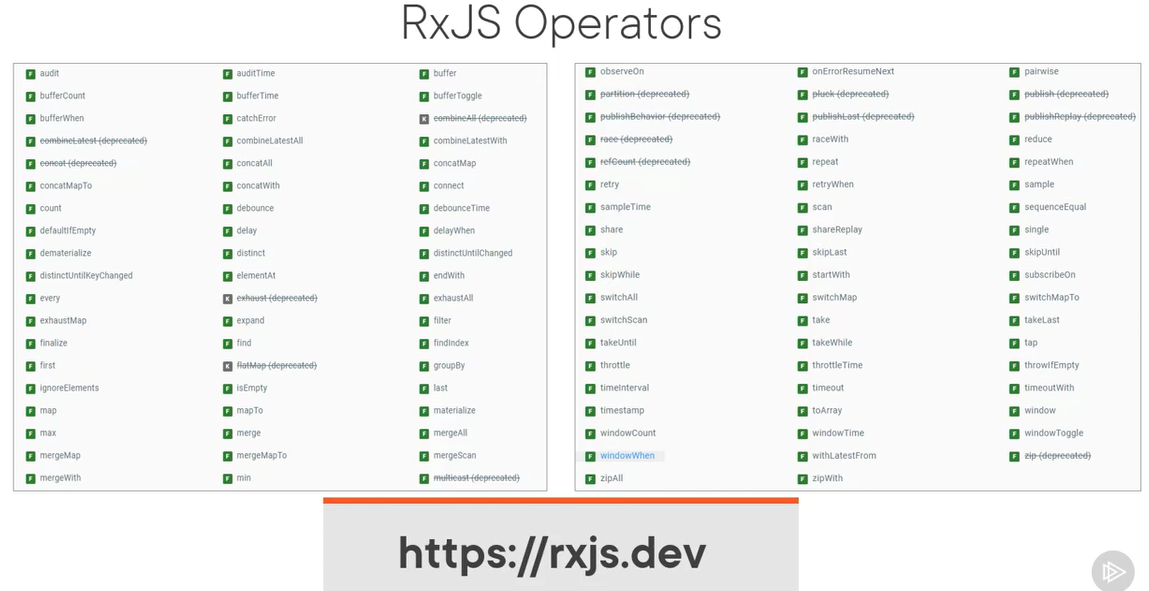 RxJS Operators
audit auditTime buffer
bufferCount bufferTime bufferToggle
bufferWhen catchError combineAll (deprecated)
combineLatest (deprecated) combineLatestAll combineLatestWith
concat (deprecated) concatAll concatMap
concatMapTo concatWith connect
count debounce debounceTime
defaultIfEmpty delay delayWhen
dematerialize distinct distinctUntilChanged
distinctUntilKeyChanged elementAt endWith
every exhaust (deprecated) exhaustAll
exhaustMap expand filter
finalize find findIndex
first flatMap (deprecated) groupBy
ignoreElements isEmpty last
map mapTo materialize
max merge mergeAll
mergeMap mergeMapTo mergeScan
mergeWith min multicast (deprecated)
observeOn onErrorResumeNext pairwise
partition (deprecated) pluck (deprecated) publish (deprecated)
publishBehavior (deprecated) publishLast (deprecated) publishReplay (deprecated)
race (deprecated) raceWith reduce
refCount (deprecated) repeat repeatWhen
retry retryWhen sample
sampleTime scan sequenceEqual
share shareReplay single
skip skipLast skipUntil
skipWhile startWith subscribeOn
switchAll switchMap switchMapTo
switchScan take takeLast
takeUntil takeWhile tap
throttle throttleTime throwIfEmpty
timeInterval timeout timeoutWith
timestamp toArray window
windowCount windowTime windowToggle
windowWhen withLatestFrom zip (deprecated)
zipAll zipWith
https://rxjs.dev